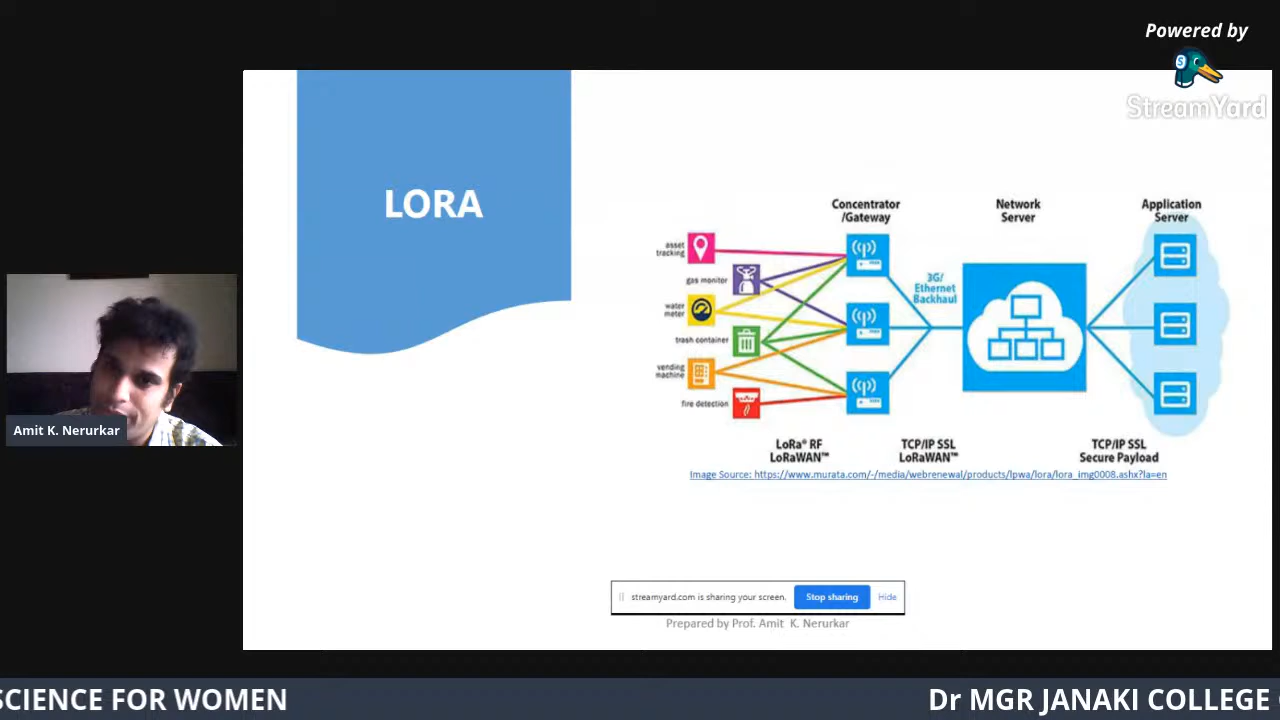 Powered by
StreamYard
LORA
Concentrator
/Gateway
Network
Server
Application
Server
asset
tracking
gas monitor
water
meter
trash container
vending
machine
fire detection
3G/
Ethernet
Backhaul
LoRa® RF
LoRaWAN™
TCP/IP SSL
LoRaWAN™
TCP/IP SSL
Secure Payload
Image Source: https://www.murata.com/-/media/webrenewal/products/lpwa/lora/lora_img0008.ashx?la=en
Amit K. Nerurkar
streamyard.com is sharing your screen.
Stop sharing
Hide
Prepared by Prof. Amit K. Nerurkar
SCIENCE FOR WOMEN
Dr MGR JANAKI COLLEGE